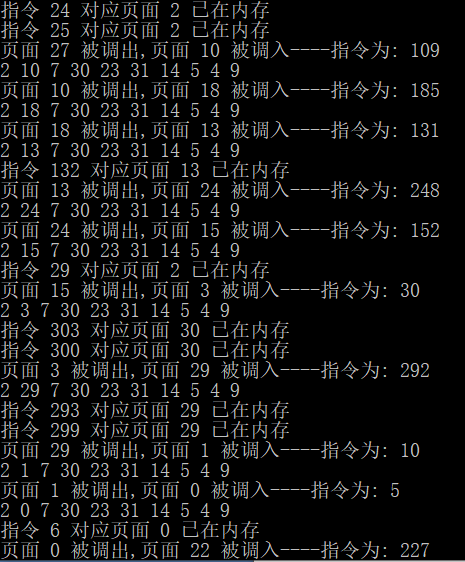 指令 24 对应页面 2 已在内存
指令 25 对应页面 2 已在内存
页面 27 被调出,页面 10 被调入----指令为: 109
2 10 7 30 23 31 14 5 4 9
页面 10 被调出,页面 18 被调入----指令为: 185
2 18 7 30 23 31 14 5 4 9
页面 18 被调出,页面 13 被调入----指令为: 131
2 13 7 30 23 31 14 5 4 9
指令 132 对应页面 13 已在内存
页面 13 被调出,页面 24 被调入----指令为: 248
2 24 7 30 23 31 14 5 4 9
页面 24 被调出,页面 15 被调入----指令为: 152
2 15 7 30 23 31 14 5 4 9
指令 29 对应页面 2 已在内存
页面 15 被调出,页面 3 被调入----指令为: 30
2 3 7 30 23 31 14 5 4 9
指令 303 对应页面 30 已在内存
指令 300 对应页面 30 已在内存
页面 3 被调出,页面 29 被调入----指令为: 292
2 29 7 30 23 31 14 5 4 9
指令 293 对应页面 29 已在内存
指令 299 对应页面 29 已在内存
页面 29 被调出,页面 1 被调入----指令为: 10
2 1 7 30 23 31 14 5 4 9
页面 1 被调出,页面 0 被调入----指令为: 5
2 0 7 30 23 31 14 5 4 9
指令 6 对应页面 0 已在内存
页面 0 被调出,页面 22 被调入----指令为: 227